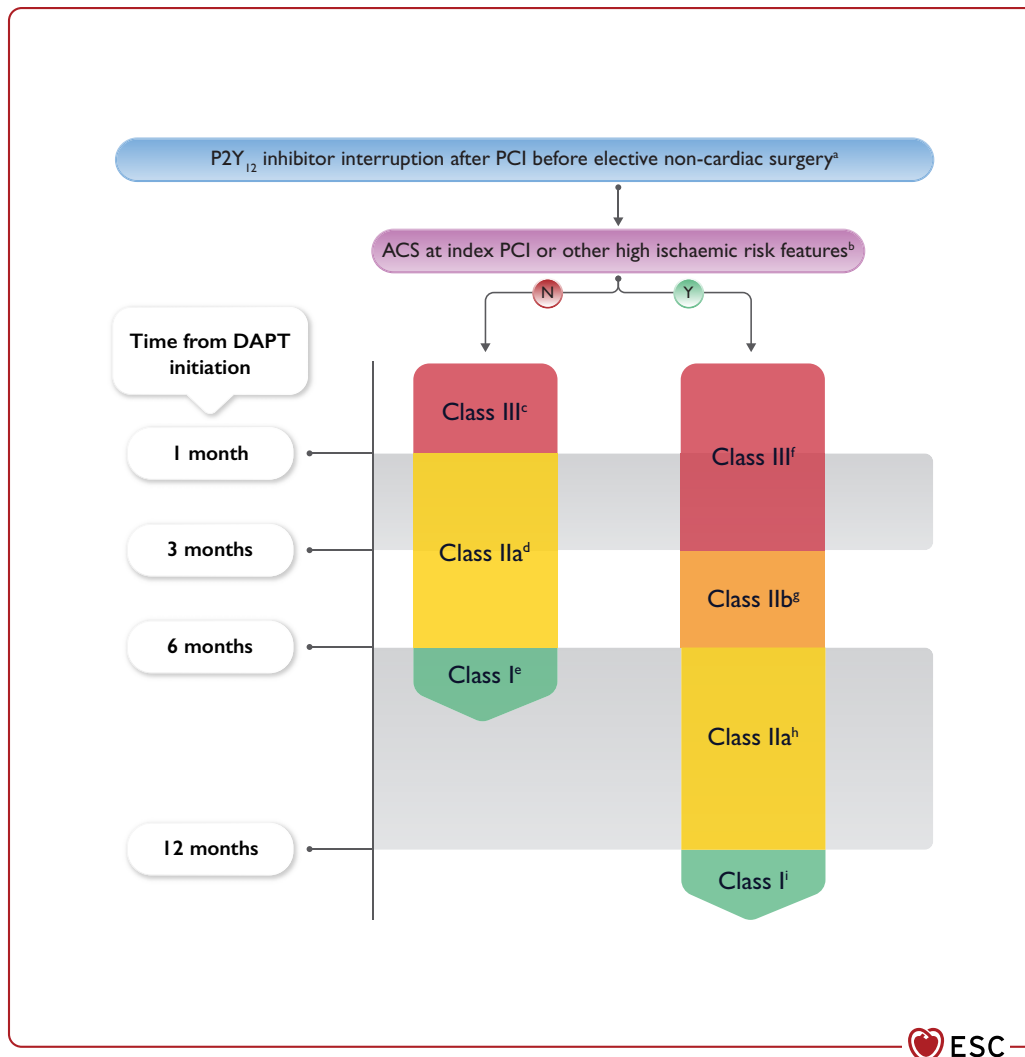 P2Y12 inhibitor interruption after PCI before elective non-cardiac surgerya
ACS at index PCI or other high ischaemic risk featuresb
N
Y
Time from DAPT
initiation
Class IIIc
1 month
Class IIIf
3 months
Class IIad
Class IIbg
6 months
Class Ie
Class IIah
12 months
Class Ii
ESC